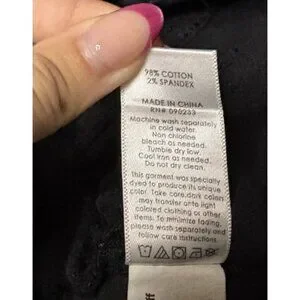 98% COTTON
2% SPANDEX
MADE IN CHINA
RN# 090233
Machine wash separately
in cold water.
Non chlorine
bleach as needed.
Tumble dry low.
Cool iron as needed.
Do not dry clean.
This garment was specially
dyed to produce its unique
color. Take care.dark colors
may transfer onto light
colored clothing or other
items. To minimize fading,
please wash separately and
follow care instructions.